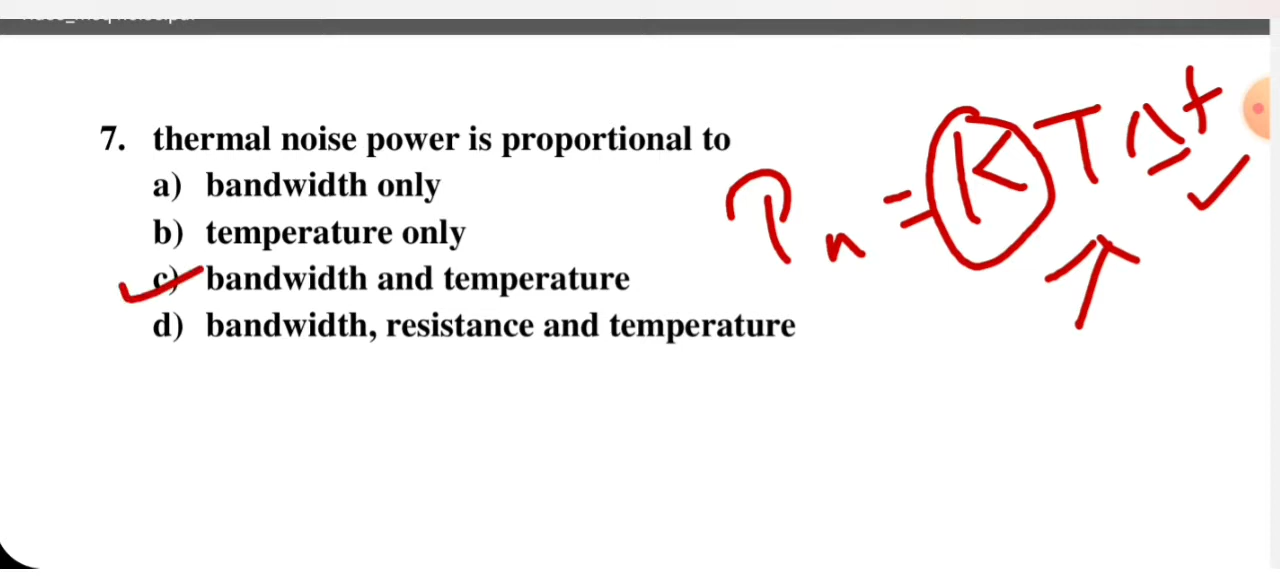 7. thermal noise power is proportional to
a) bandwidth only
b) temperature only
c) bandwidth and temperature
d) bandwidth, resistance and temperature
Pn = KTΔf